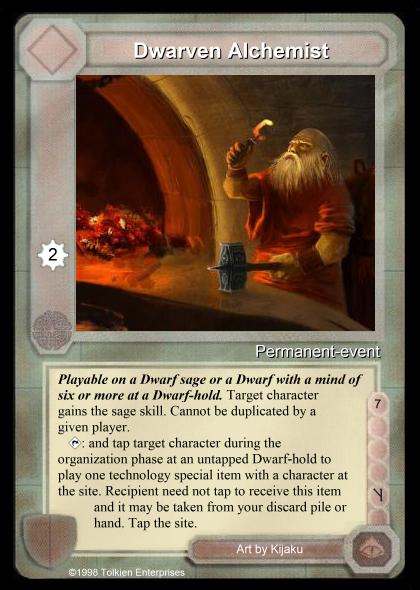 Dwarven Alchemist
2
Permanent-event
Playable on a Dwarf sage or a Dwarf with a mind of
six or more at a Dwarf-hold. Target character
gains the sage skill. Cannot be duplicated by a
given player.
: and tap target character during the
organization phase at an untapped Dwarf-hold to
play one technology special item with a character at
the site. Recipient need not tap to receive this item
and it may be taken from your discard pile or
hand. Tap the site.
7
Art by Kijaku
©1998 Tolkien Enterprises